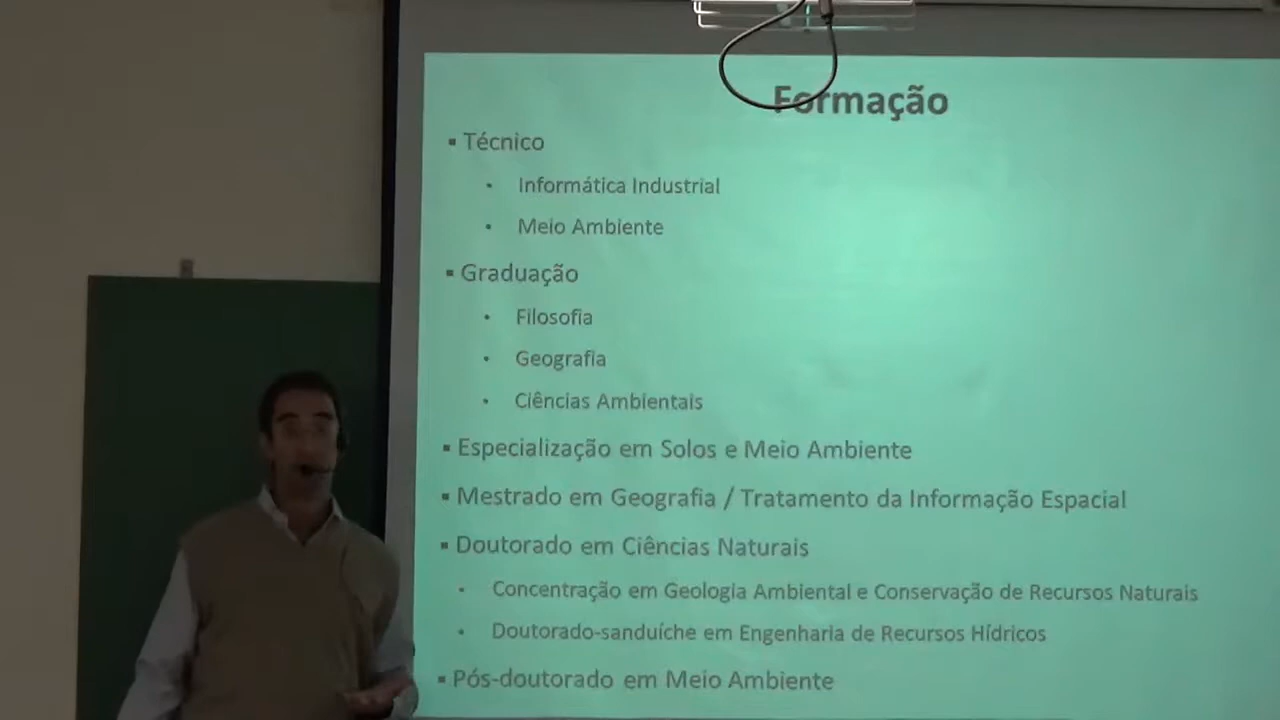 Formação
▪ Técnico
• Informática Industrial
• Meio Ambiente
▪ Graduação
• Filosofia
• Geografia
• Ciências Ambientais
▪ Especialização em Solos e Meio Ambiente
▪ Mestrado em Geografia / Tratamento da Informação Espacial
▪ Doutorado em Ciências Naturais
• Concentração em Geologia Ambiental e Conservação de Recursos Naturais
• Doutorado-sanduíche em Engenharia de Recursos Hídricos
▪ Pós-doutorado em Meio Ambiente